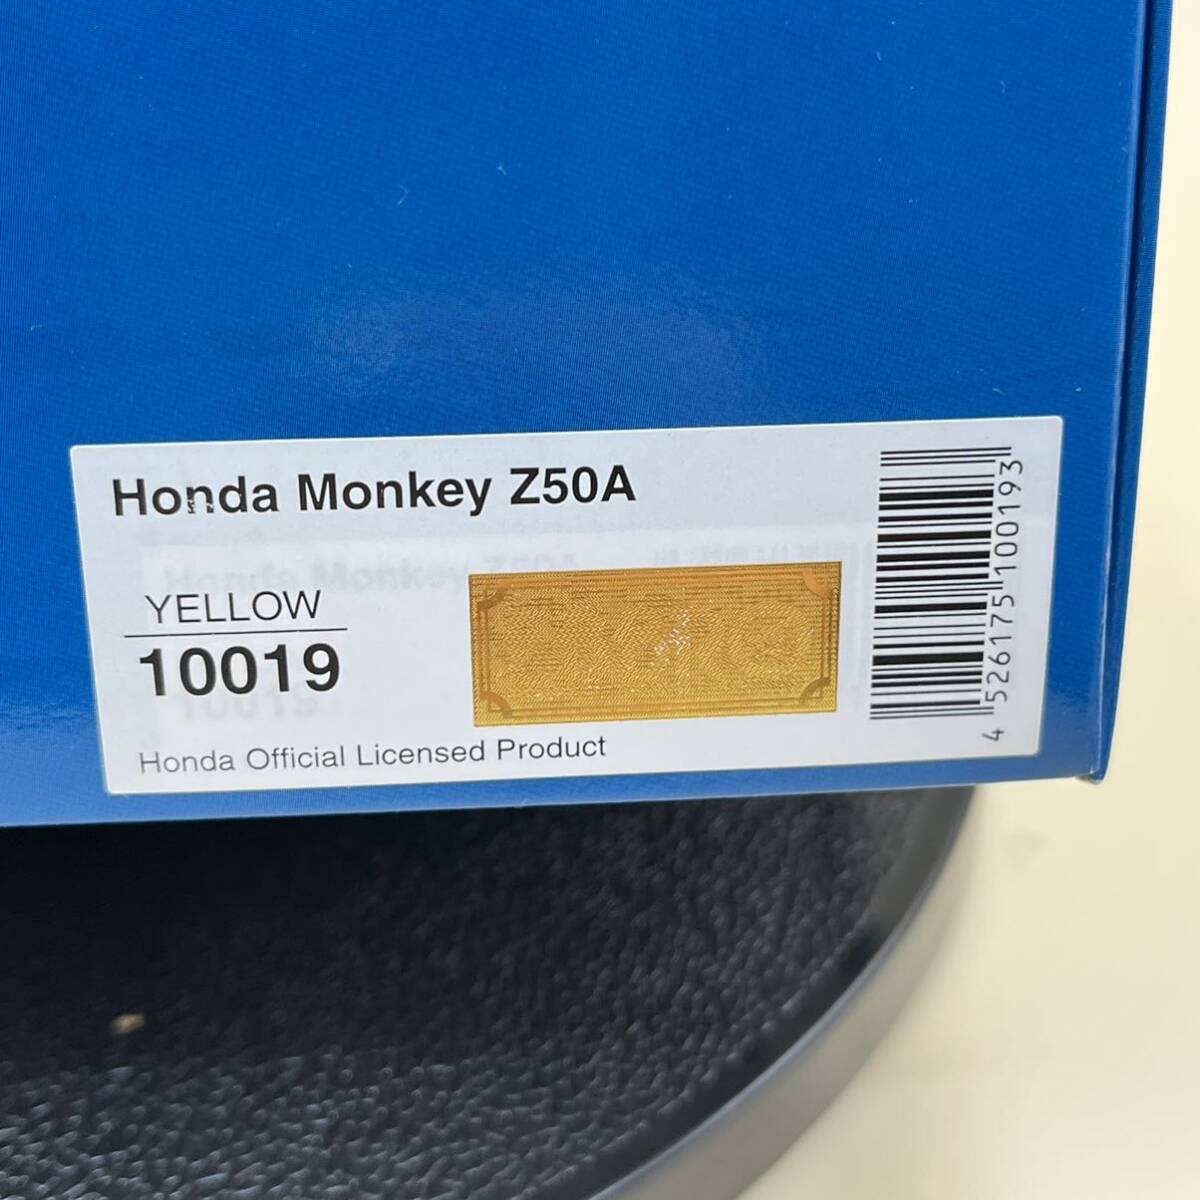 Honda Monkey Z50A
YELLOW
10019
Honda Official Licensed Product
4 526175 100193